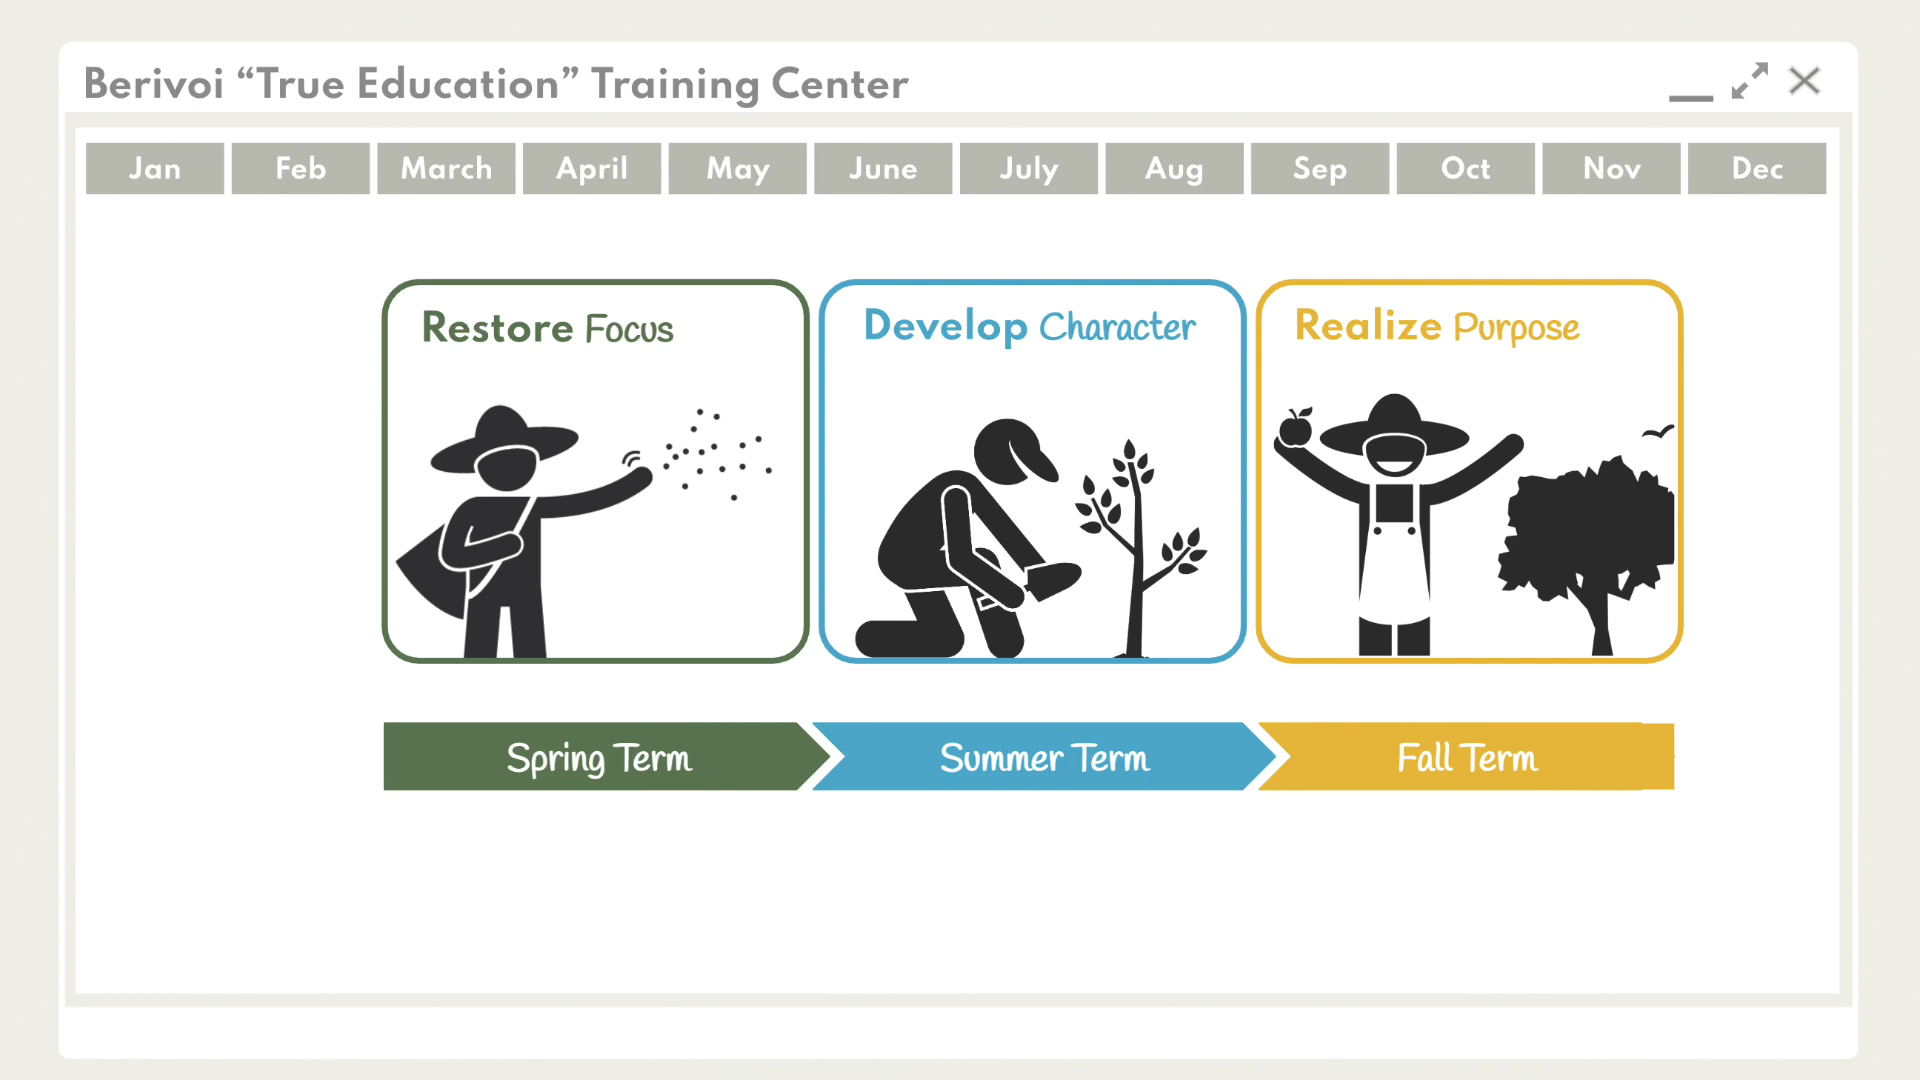 Berivoi “True Education” Training Center
Jan Feb March April May June July Aug Sep Oct Nov Dec
Restore Focus
Develop Character
Realize Purpose
Spring Term
Summer Term
Fall Term